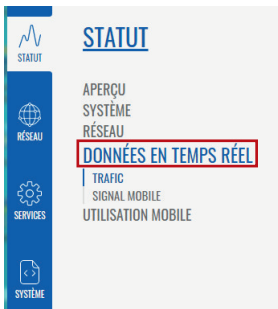 STATUT
RÉSEAU
SERVICES
SYSTÈME
STATUT
APERÇU
SYSTÈME
RÉSEAU
DONNÉES EN TEMPS RÉEL
TRAFIC
SIGNAL MOBILE
UTILISATION MOBILE